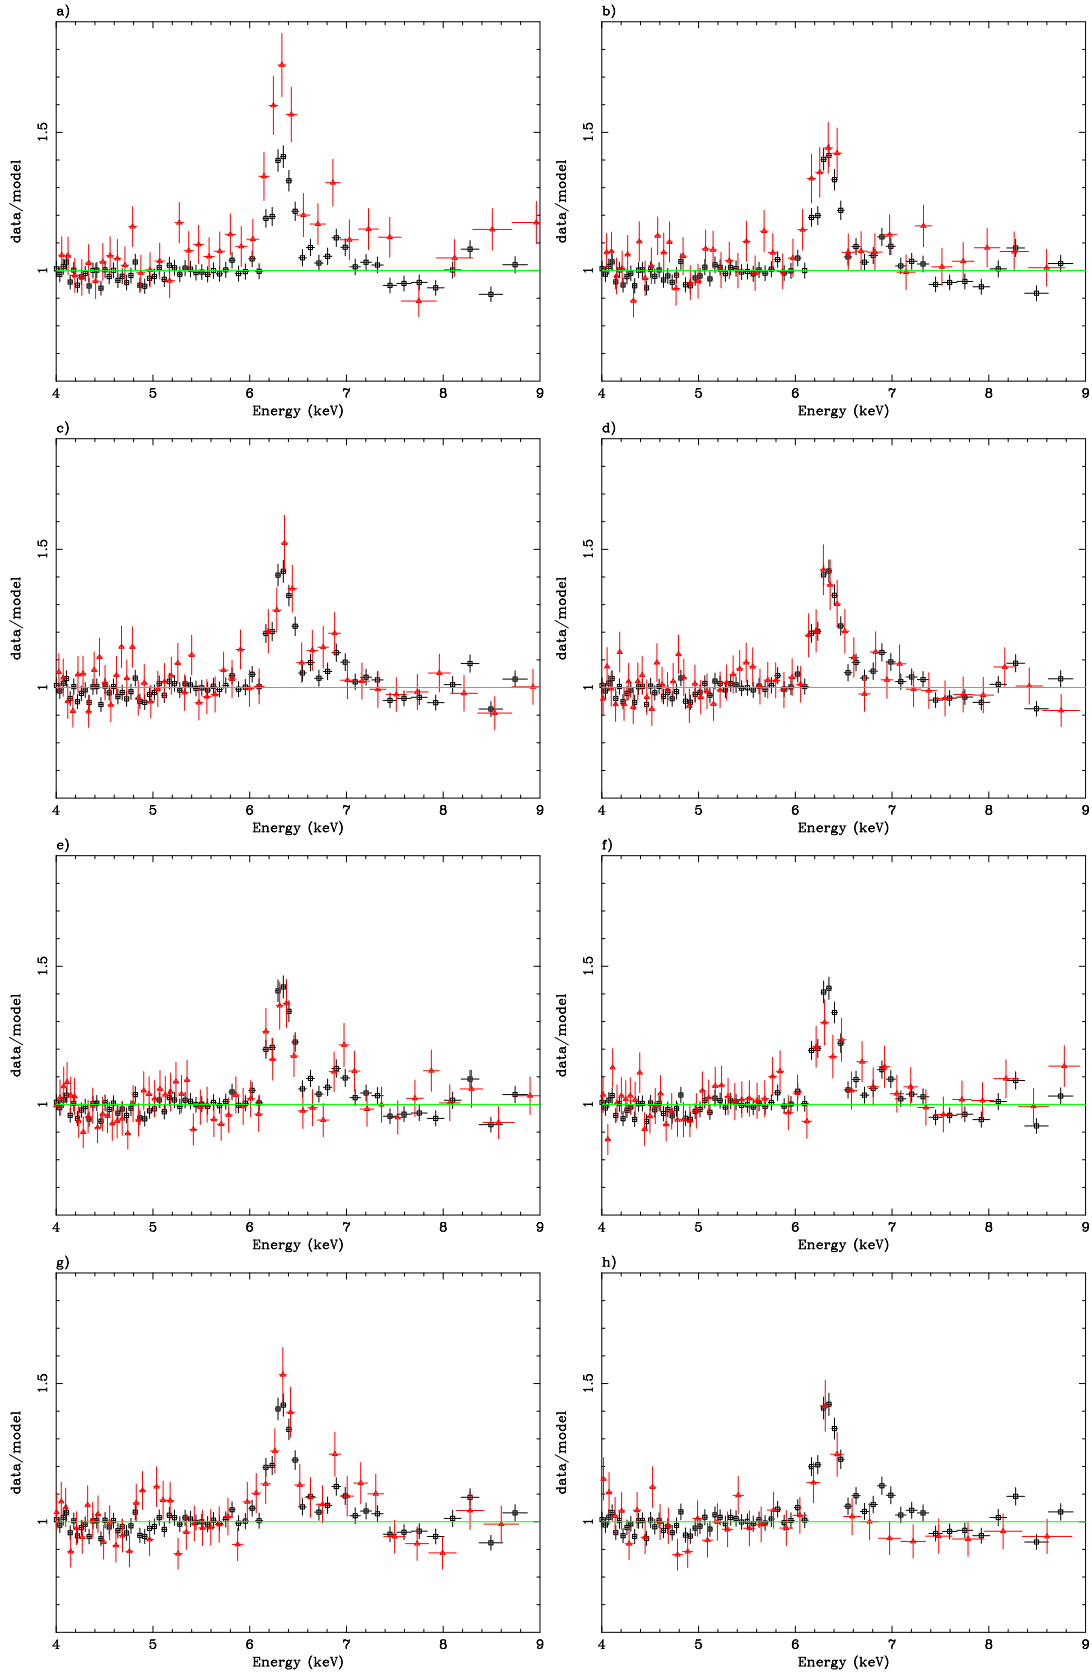 a)
data/model
1 1.5
4 5 6 7 8 9
Energy (keV)
b)
data/model
1 1.5
4 5 6 7 8 9
Energy (keV)
c)
data/model
1 1.5
4 5 6 7 8 9
Energy (keV)
d)
data/model
1 1.5
4 5 6 7 8 9
Energy (keV)
e)
data/model
1 1.5
4 5 6 7 8 9
Energy (keV)
f)
data/model
1 1.5
4 5 6 7 8 9
Energy (keV)
g)
data/model
1 1.5
4 5 6 7 8 9
Energy (keV)
h)
data/model
1 1.5
4 5 6 7 8 9
Energy (keV)